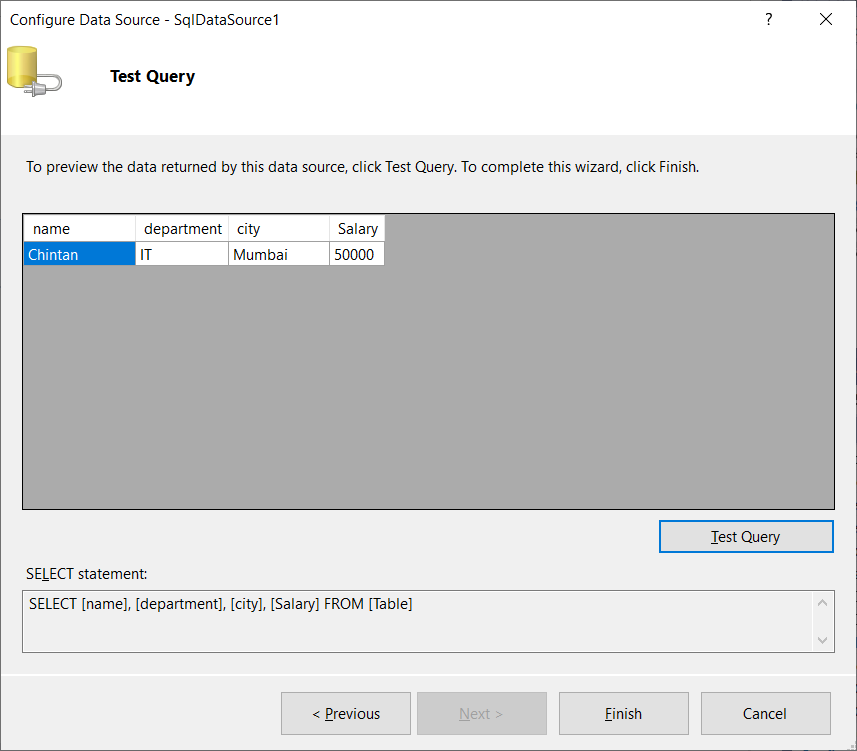 Configure Data Source - SqlDataSource1
?
Test Query
To preview the data returned by this data source, click Test Query. To complete this wizard, click Finish.
name department city Salary
Chintan IT Mumbai 50000
Test Query
SELECT statement:
SELECT [name], [department], [city], [Salary] FROM [Table]
< Previous Next > Finish Cancel